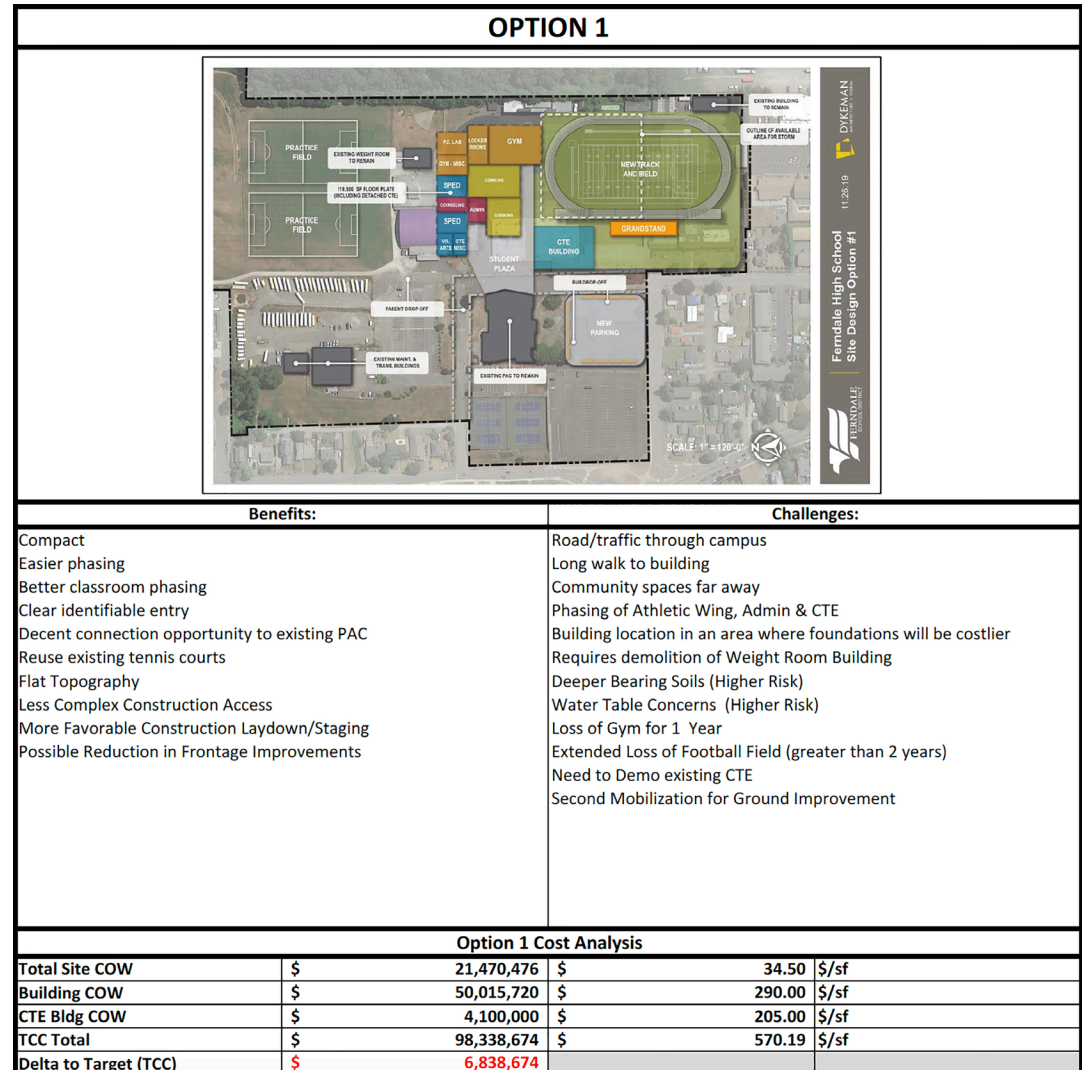 OPTION 1
EXISTING BUILDING
TO REMAIN
OUTLINE OF AVAILABLE
AREA FOR STORM
PRACTICE
FIELD
EXISTING WEIGHT ROOM
TO REMAIN
P.E. LAB
LOCKER
ROOMS
GYM
GYM - MISC.
SPED
COMMONS
NEW TRACK
AND FIELD
119,500 SF FLOOR PLATE
(INCLUDING DETACHED CTE)
COUNSELING
ADMIN
COMMONS
PRACTICE
FIELD
SPED
GRANDSTAND
VIS.
ARTS
CTE
MISC.
CTE
BUILDING
STUDENT
PLAZA
BUS DROP-OFF
PARENT DROP-OFF
NEW
PARKING
EXISTING MAINT. &
TRANS. BUILDINGS
EXISTING PAC TO REMAIN
SCALE: 1" = 120'-0"
N
DYKEMAN
11.26.19
Ferndale High School
Site Design Option #1
FERNDALE
SCHOOL DISTRICT
Benefits:
Compact
Easier phasing
Better classroom phasing
Clear identifiable entry
Decent connection opportunity to existing PAC
Reuse existing tennis courts
Flat Topography
Less Complex Construction Access
More Favorable Construction Laydown/Staging
Possible Reduction in Frontage Improvements
Challenges:
Road/traffic through campus
Long walk to building
Community spaces far away
Phasing of Athletic Wing, Admin & CTE
Building location in an area where foundations will be costlier
Requires demolition of Weight Room Building
Deeper Bearing Soils (Higher Risk)
Water Table Concerns  (Higher Risk)
Loss of Gym for 1  Year
Extended Loss of Football Field (greater than 2 years)
Need to Demo existing CTE
Second Mobilization for Ground Improvement
Option 1 Cost Analysis
Total Site COW $ 21,470,476 $ 34.50 $/sf
Building COW $ 50,015,720 $ 290.00 $/sf
CTE Bldg COW $ 4,100,000 $ 205.00 $/sf
TCC Total $ 98,338,674 $ 570.19 $/sf
Delta to Target (TCC) $ 6,838,674